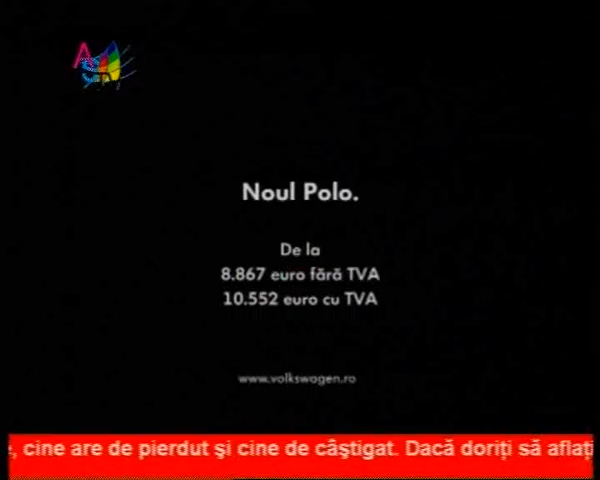 Noul Polo.
De la
8.867 euro fără TVA
10.552 euro cu TVA
www.volkswagen.ro
, cine are de pierdut şi cine de câştigat. Dacă doriţi să aflaţi